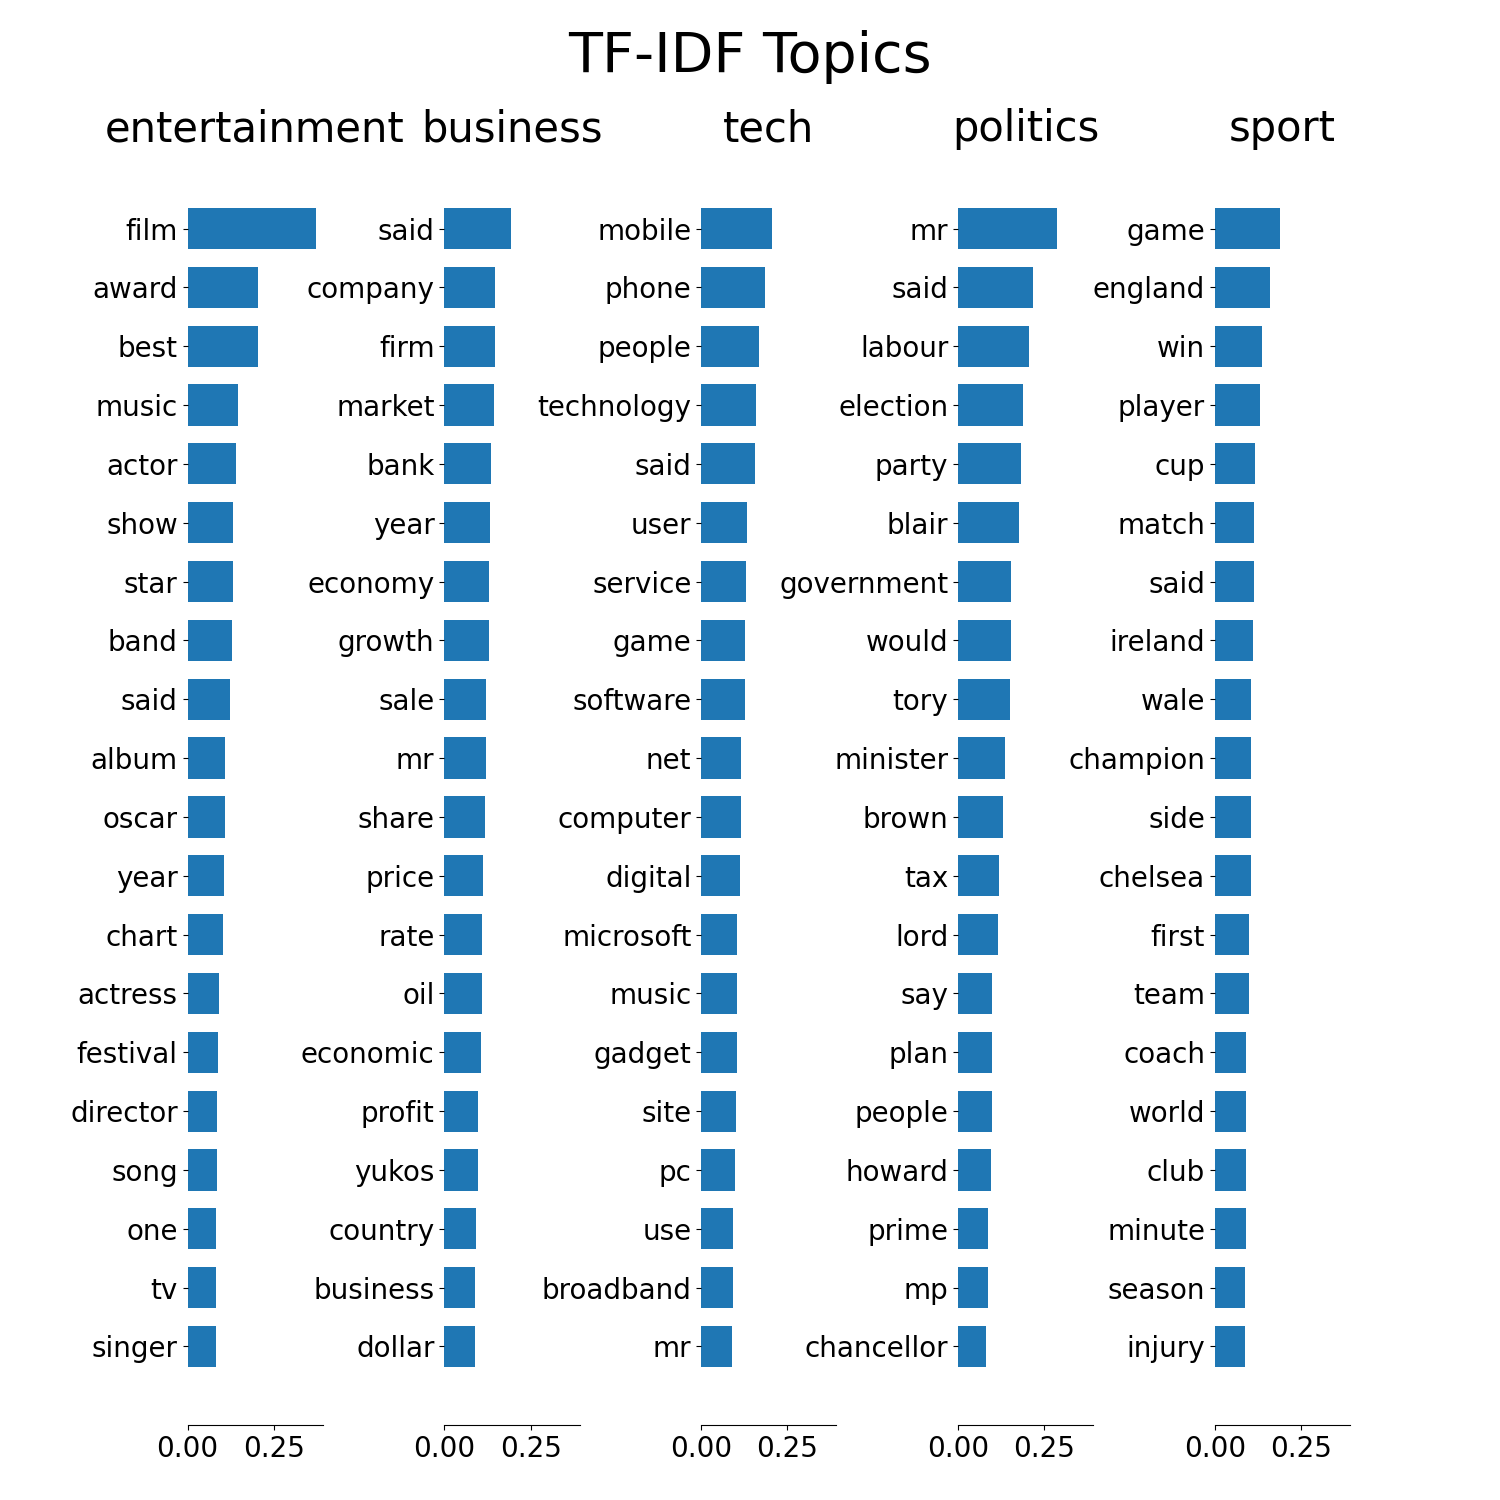 TF-IDF Topics
entertainment business tech politics sport
film said mobile mr game
award company phone said england
best firm people labour win
music market technology election player
actor bank said party cup
show year user blair match
star economy service government said
band growth game would ireland
said sale software tory wale
album mr net minister champion
oscar share computer brown side
year price digital tax chelsea
chart rate microsoft lord first
actress oil music say team
festival economic gadget plan coach
director profit site people world
song yukos pc howard club
one country use prime minute
tv business broadband mp season
singer dollar mr chancellor injury
0.00 0.25 0.00 0.25 0.00 0.25 0.00 0.25 0.00 0.25